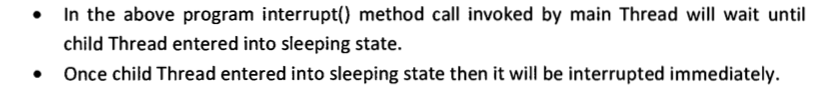 • In the above program interrupt() method call invoked by main Thread will wait until
child Thread entered into sleeping state.
• Once child Thread entered into sleeping state then it will be interrupted immediately.